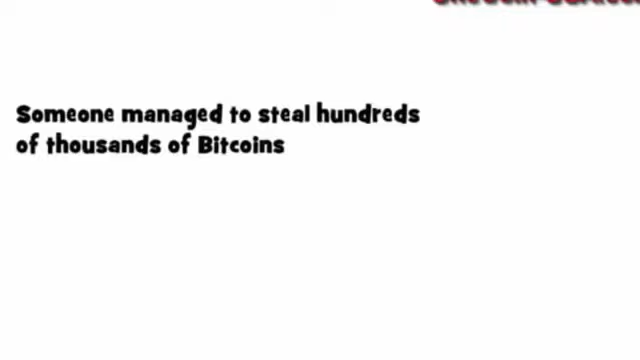 Someone managed to steal hundreds
of thousands of Bitcoins